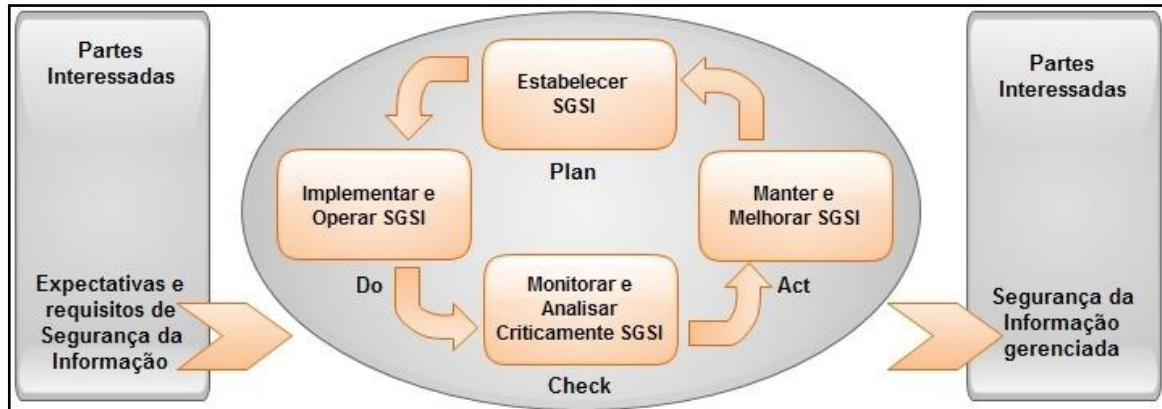 Partes
Interessadas
Expectativas e
requisitos de
Segurança da
Informação
Estabelecer
SGSI
Plan
Implementar e
Operar SGSI
Do
Monitorar e
Analisar
Criticamente SGSI
Check
Manter e
Melhorar SGSI
Act
Partes
Interessadas
Segurança da
Informação
gerenciada